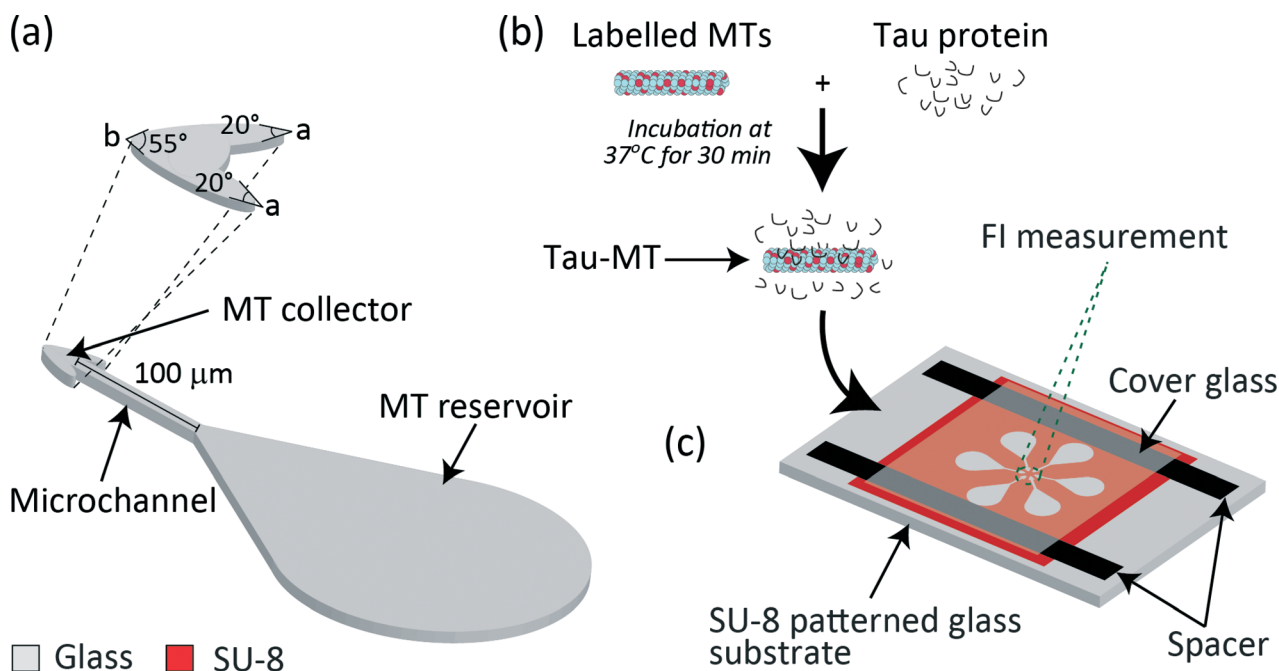 (a)
20°
a
b
55°
20°
a
MT collector
100 μm
MT reservoir
Microchannel
Glass
SU-8
(b)
Labelled MTs
+
Tau protein
Incubation at
37°C for 30 min
Tau-MT
(c)
FI measurement
Cover glass
SU-8 patterned glass
substrate
Spacer